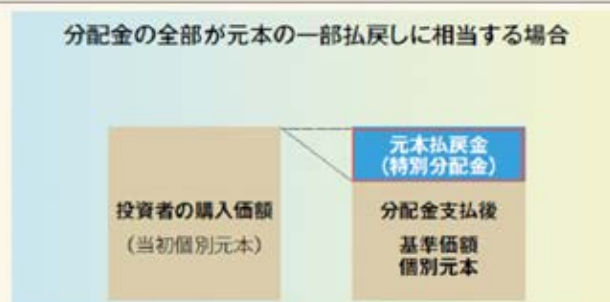 分配金の全部が元本の一部払戻しに相当する場合
元本払戻金
(特別分配金)
投資者の購入価額
(当初個別元本)
分配金支払後
基準価額
個別元本